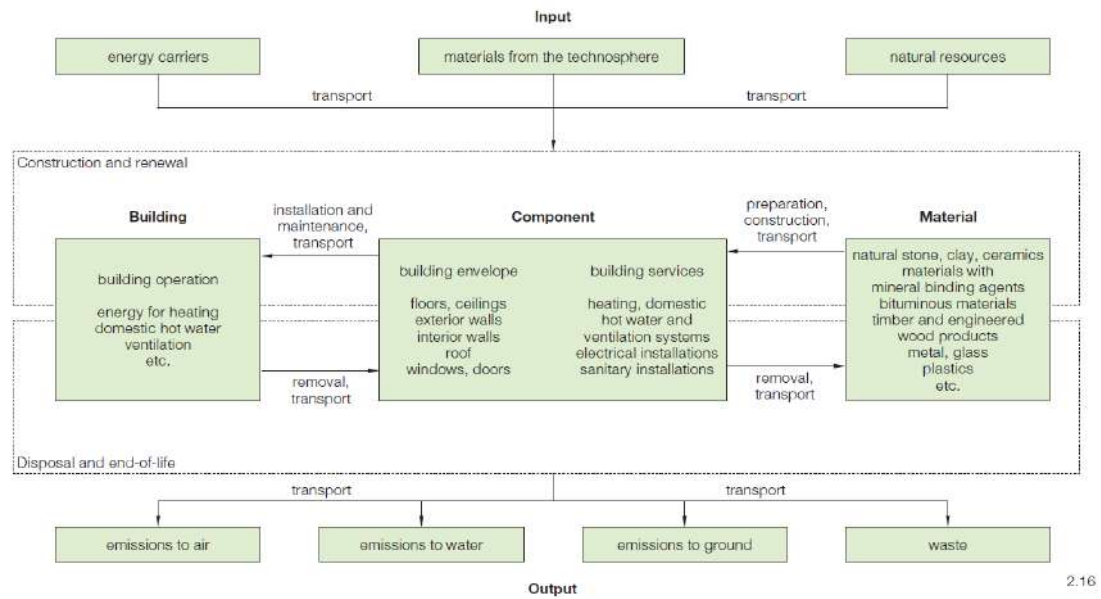 Input
energy carriers
materials from the technosphere
natural resources
transport
transport
Construction and renewal
Building
installation and
maintenance,
transport
Component
preparation,
construction,
transport
Material
building operation
energy for heating
domestic hot water
ventilation
etc.
building envelope
floors, ceilings
exterior walls
interior walls
roof
windows, doors
building services
heating, domestic
hot water and
ventilation systems
electrical installations
sanitary installations
natural stone, clay, ceramics
materials with
mineral binding agents
bituminous materials
timber and engineered
wood products
metal, glass
plastics
etc.
removal,
transport
removal,
transport
Disposal and end-of-life
transport
transport
emissions to air
emissions to water
emissions to ground
waste
Output
2.16